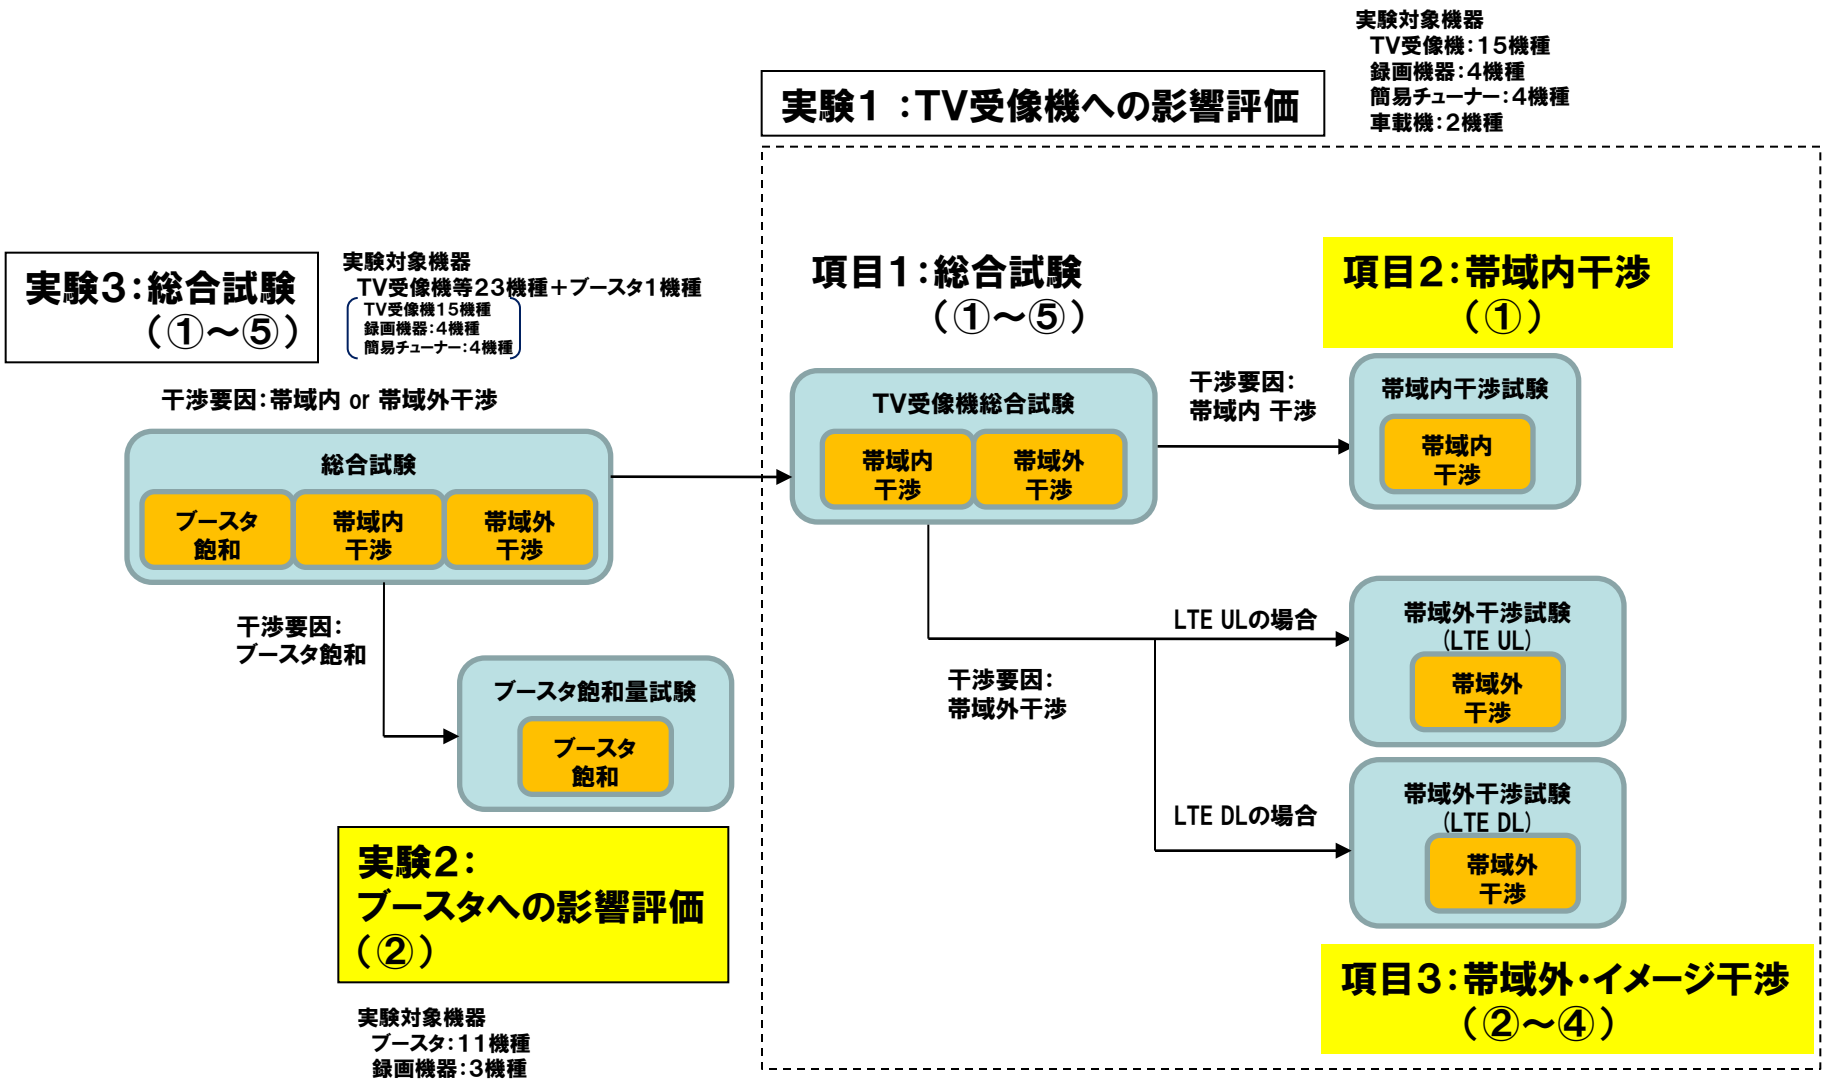 実験対象機器
TV受像機：15機種
録画機器：4機種
簡易チューナー：4機種
車載機：2機種
実験1：TV受像機への影響評価
実験3：総合試験
（①～⑤）
実験対象機器
TV受像機等23機種＋ブースタ1機種
TV受像機15機種
録画機器：4機種
簡易チューナー：4機種
干渉要因：帯域内 or 帯域外干渉
総合試験
ブースタ
飽和
帯域内
干渉
帯域外
干渉
干渉要因：
ブースタ飽和
ブースタ飽和量試験
ブースタ
飽和
実験2：
ブースタへの影響評価
（②）
実験対象機器
ブースタ：11機種
録画機器：3機種
項目1：総合試験
（①～⑤）
TV受像機総合試験
帯域内
干渉
帯域外
干渉
干渉要因：
帯域内 干渉
項目2：帯域内干渉
（①）
帯域内干渉試験
帯域内
干渉
干渉要因：
帯域外干渉
LTE ULの場合
帯域外干渉試験
(LTE UL)
帯域外
干渉
LTE DLの場合
帯域外干渉試験
(LTE DL)
帯域外
干渉
項目3：帯域外・イメージ干渉
（②～④）